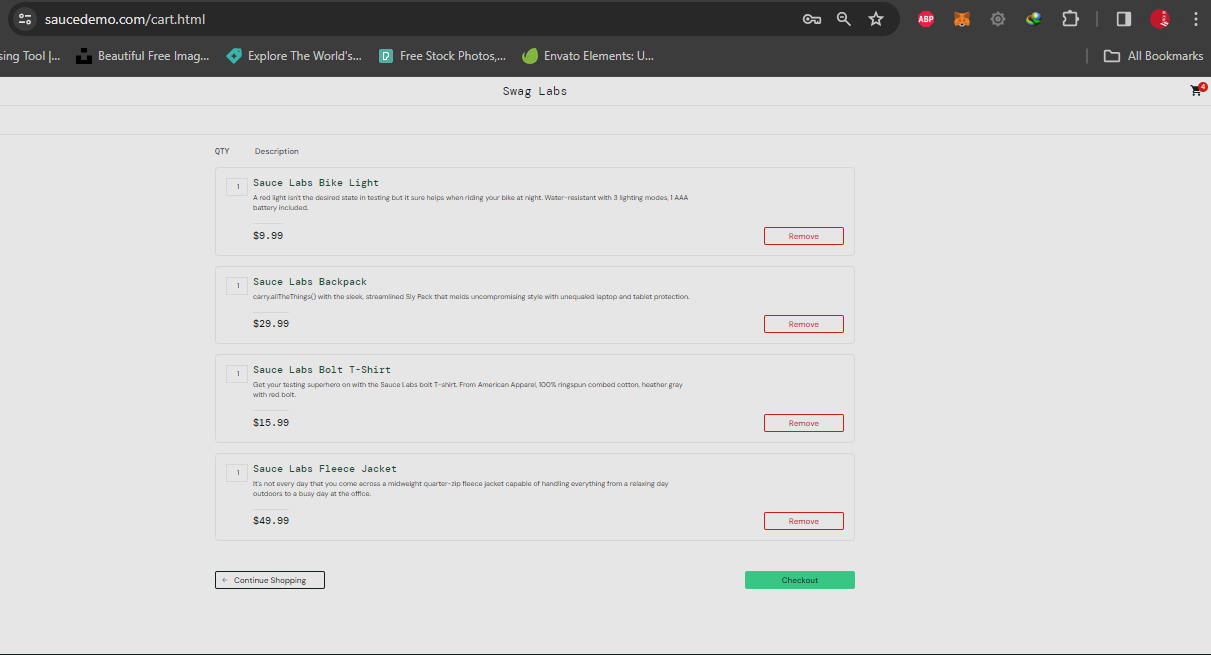 saucedemo.com/cart.html
ABP
sing Tool |...
Beautiful Free Imag...
Explore The World's...
Free Stock Photos,...
Envato Elements: U...
All Bookmarks
Swag Labs
4
QTY
Description
1
Sauce Labs Bike Light
A red light isn't the desired state in testing but it sure helps when riding your bike at night. Water-resistant with 3 lighting modes, 1 AAA
battery included.
$9.99
Remove
1
Sauce Labs Backpack
carry.allTheThings() with the sleek, streamlined Sly Pack that melds uncompromising style with unequaled laptop and tablet protection.
$29.99
Remove
1
Sauce Labs Bolt T-Shirt
Get your testing superhero on with the Sauce Labs bolt T-shirt. From American Apparel, 100% ringspun combed cotton, heather gray
with red bolt.
$15.99
Remove
1
Sauce Labs Fleece Jacket
It's not every day that you come across a midweight quarter-zip fleece jacket capable of handling everything from a relaxing day
outdoors to a busy day at the office.
$49.99
Remove
← Continue Shopping
Checkout